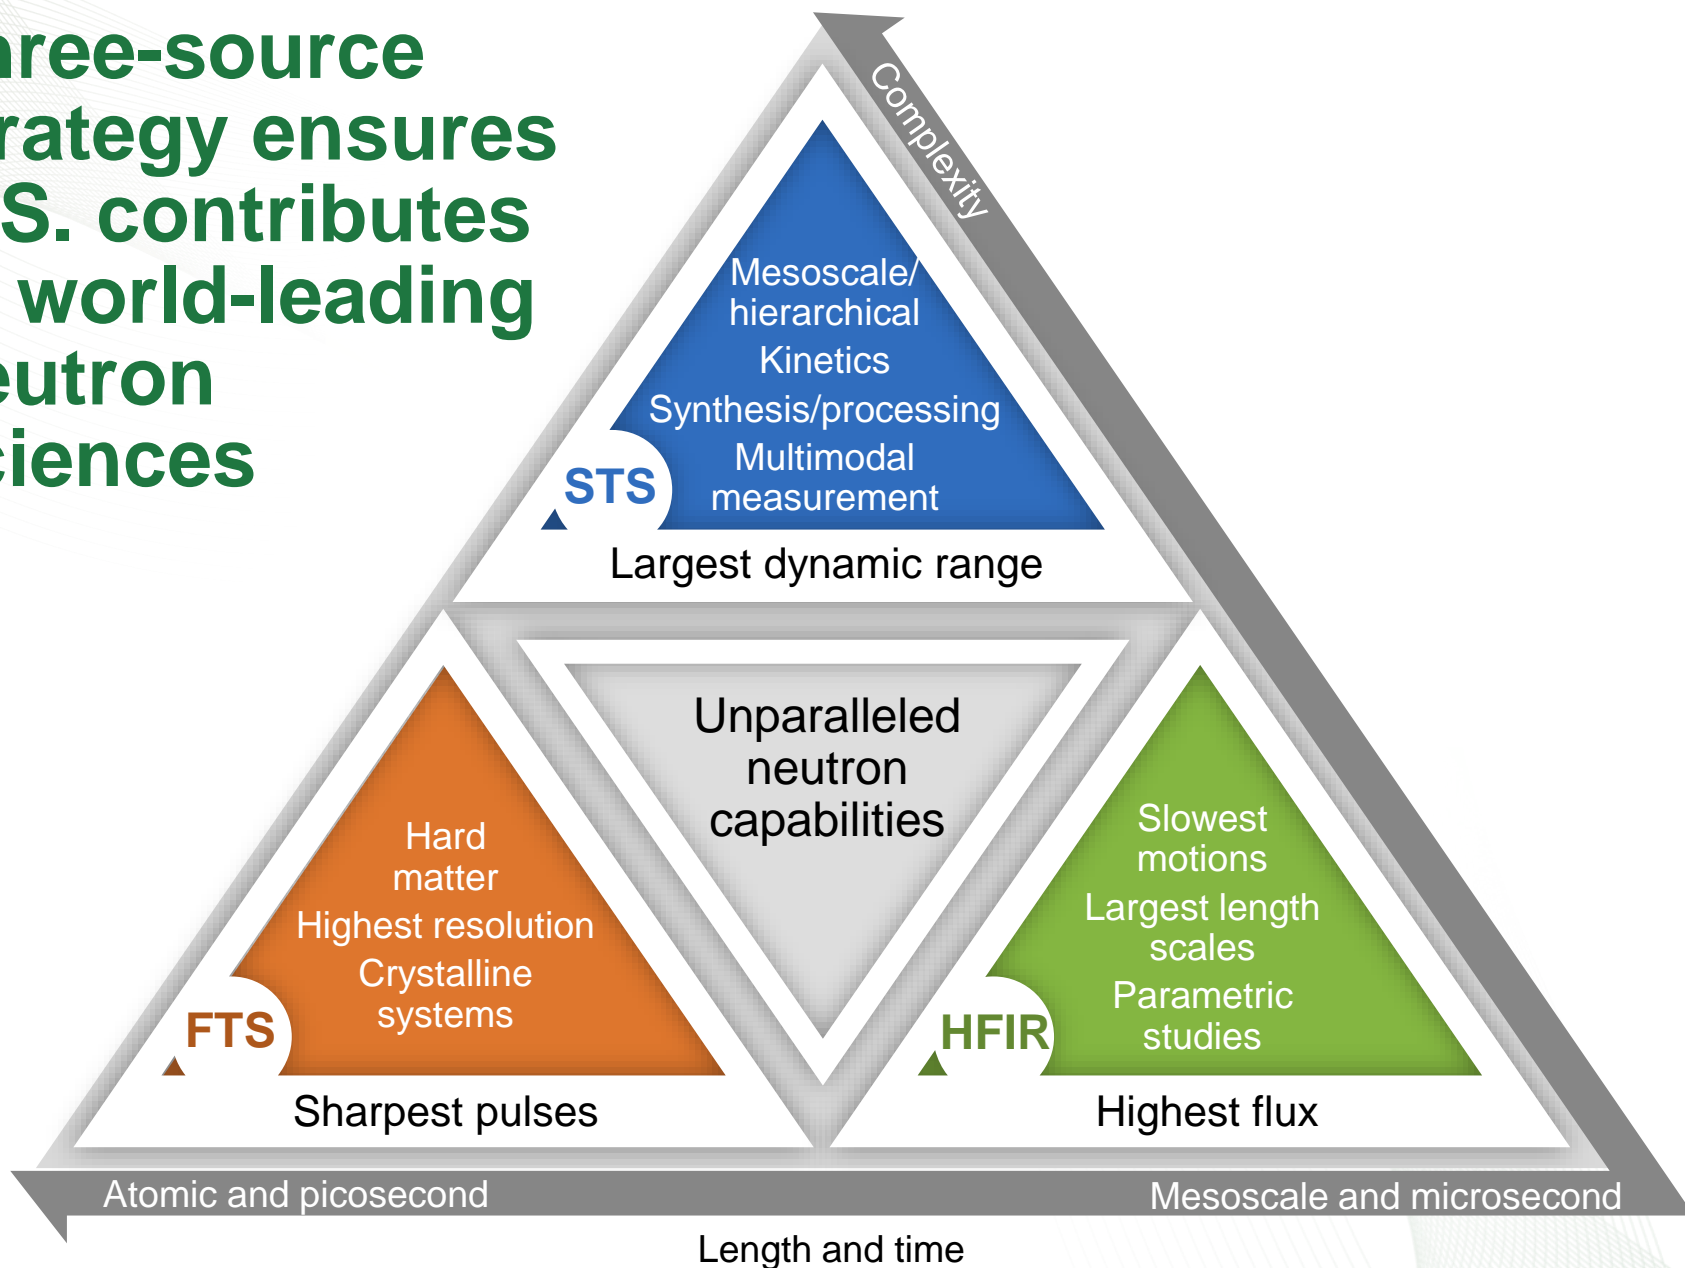 hree-source
rategy ensures
S. contributes
world-leading
eutron
ciences
Complexity
Mesoscale/
hierarchical
Kinetics
Synthesis/processing
Multimodal
measurement
STS
Largest dynamic range
Unparalleled
neutron
capabilities
Hard
matter
Highest resolution
Crystalline
systems
FTS
Sharpest pulses
Slowest
motions
Largest length
scales
Parametric
studies
HFIR
Highest flux
Atomic and picosecond
Mesoscale and microsecond
Length and time